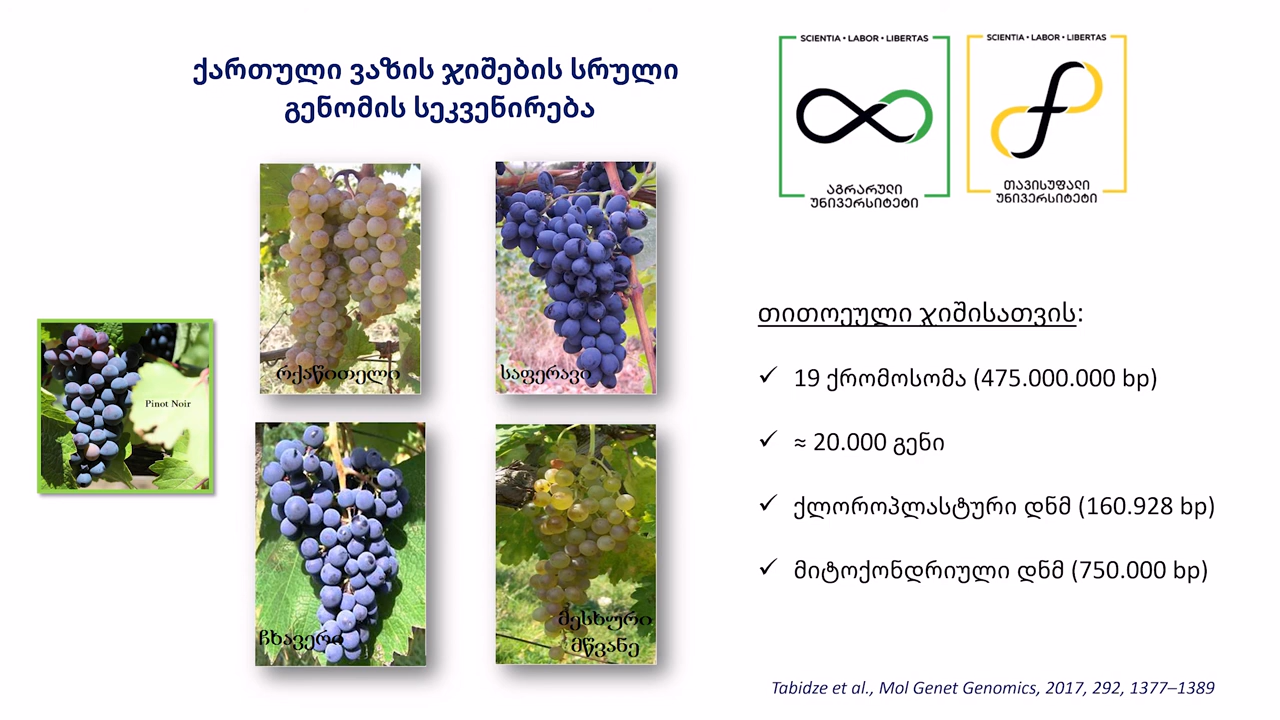 ქართული ვაზის ჯიშების სრული
გენომის სეკვენირება
SCIENTIA • LABOR • LIBERTAS
აგრარული
უნივერსიტეტი
SCIENTIA • LABOR • LIBERTAS
თავისუფალი
უნივერსიტეტი
Pinot Noir
რქაწითელი
საფერავი
ჩხავერი
მესხური
მწვანე
თითოეული ჯიშისათვის:
✓ 19 ქრომოსომა (475.000.000 bp)
✓ ≈ 20.000 გენი
✓ ქლოროპლასტური დნმ (160.928 bp)
✓ მიტოქონდრიული დნმ (750.000 bp)
Tabidze et al., Mol Genet Genomics, 2017, 292, 1377–1389